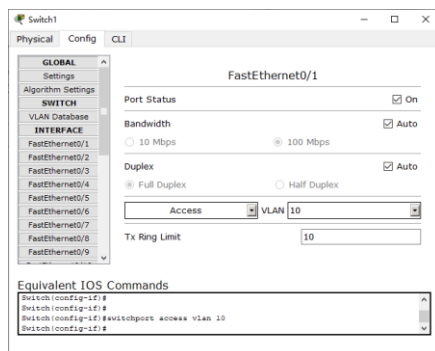 Switch1
Physical Config CLI
GLOBAL
Settings
Algorithm Settings
SWITCH
VLAN Database
INTERFACE
FastEthernet0/1
FastEthernet0/2
FastEthernet0/3
FastEthernet0/4
FastEthernet0/5
FastEthernet0/6
FastEthernet0/7
FastEthernet0/8
FastEthernet0/9
FastEthernet0/1
Port Status On
Bandwidth Auto
10 Mbps 100 Mbps
Duplex Auto
Full Duplex Half Duplex
Access VLAN 10
Tx Ring Limit 10
Equivalent IOS Commands
Switch(config-if)#
Switch(config-if)#
Switch(config-if)#switchport access vlan 10
Switch(config-if)#